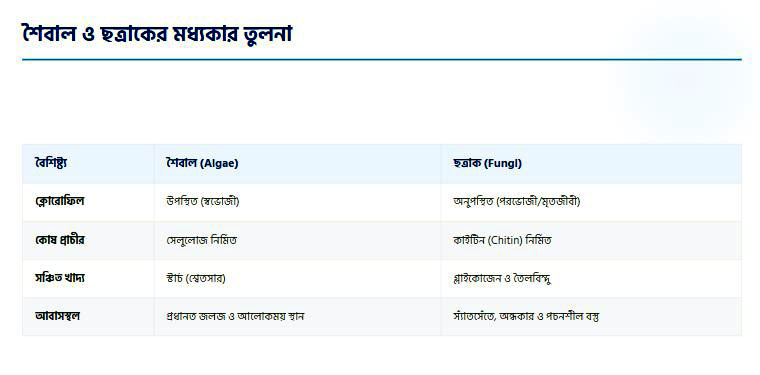 শৈবাল ও ছত্রাকের মধ্যকার তুলনা
বৈশিষ্ট্য শৈবাল (Algae) ছত্রাক (Fungi)
ক্লোরোফিল উপস্থিত (স্বভোজী) অনুপস্থিত (পরভোজী/মৃতজীবী)
কোষ প্রাচীর সেলুলোজ নির্মিত কাইটিন (Chitin) নির্মিত
সঞ্চিত খাদ্য স্টার্চ (শ্বেতসার) গ্লাইকোজেন ও তৈলবিন্দু
আবাসস্থল প্রধানত জলজ ও আলোকময় স্থান স্যাঁতসেঁতে, অন্ধকার ও পচনশীল বস্তু